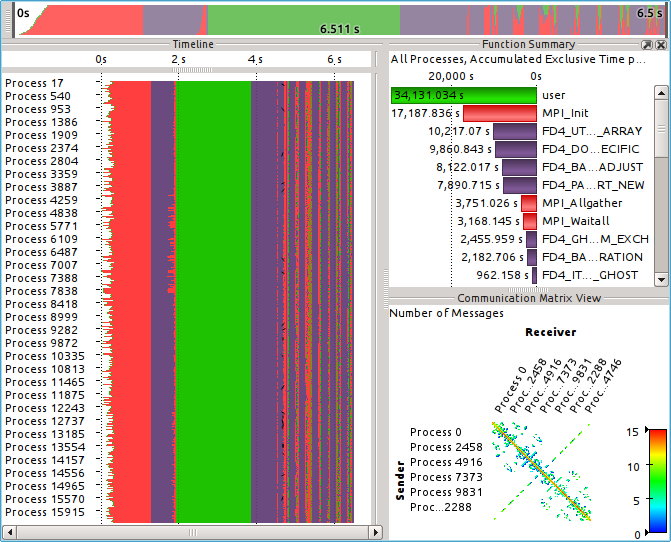 0s
6.511 s
6.5 s
Timeline
0s 2 s 4 s 6 s
Process 17
Process 540
Process 953
Process 1386
Process 1909
Process 2374
Process 2804
Process 3359
Process 3887
Process 4259
Process 4838
Process 5771
Process 6109
Process 6487
Process 7007
Process 7388
Process 7838
Process 8418
Process 8999
Process 9282
Process 9872
Process 10335
Process 10813
Process 11465
Process 11875
Process 12243
Process 12737
Process 13185
Process 13554
Process 14157
Process 14556
Process 14965
Process 15570
Process 15915
Function Summary
All Processes, Accumulated Exclusive Time p...
20,000 s 0s
34,131.034 s user
17,187.836 s MPI_Init
10,217.07 s FD4_UT..._ARRAY
9,860.843 s FD4_DO...ECIFIC
8,122.017 s FD4_BA...ADJUST
7,890.715 s FD4_PA...RT_NEW
3,751.026 s MPI_Allgather
3,168.145 s MPI_Waitall
2,455.959 s FD4_GH...M_EXCH
2,182.706 s FD4_BA...RATION
962.158 s FD4_IT..._GHOST
Communication Matrix View
Number of Messages
Receiver
Process 0
Proc...2458
Proc...4916
Proc...7373
Proc...9831
Proc...2288
Proc...4746
Sender
Process 0
Process 2458
Process 4916
Process 7373
Process 9831
Proc...2288
15
10
5
0